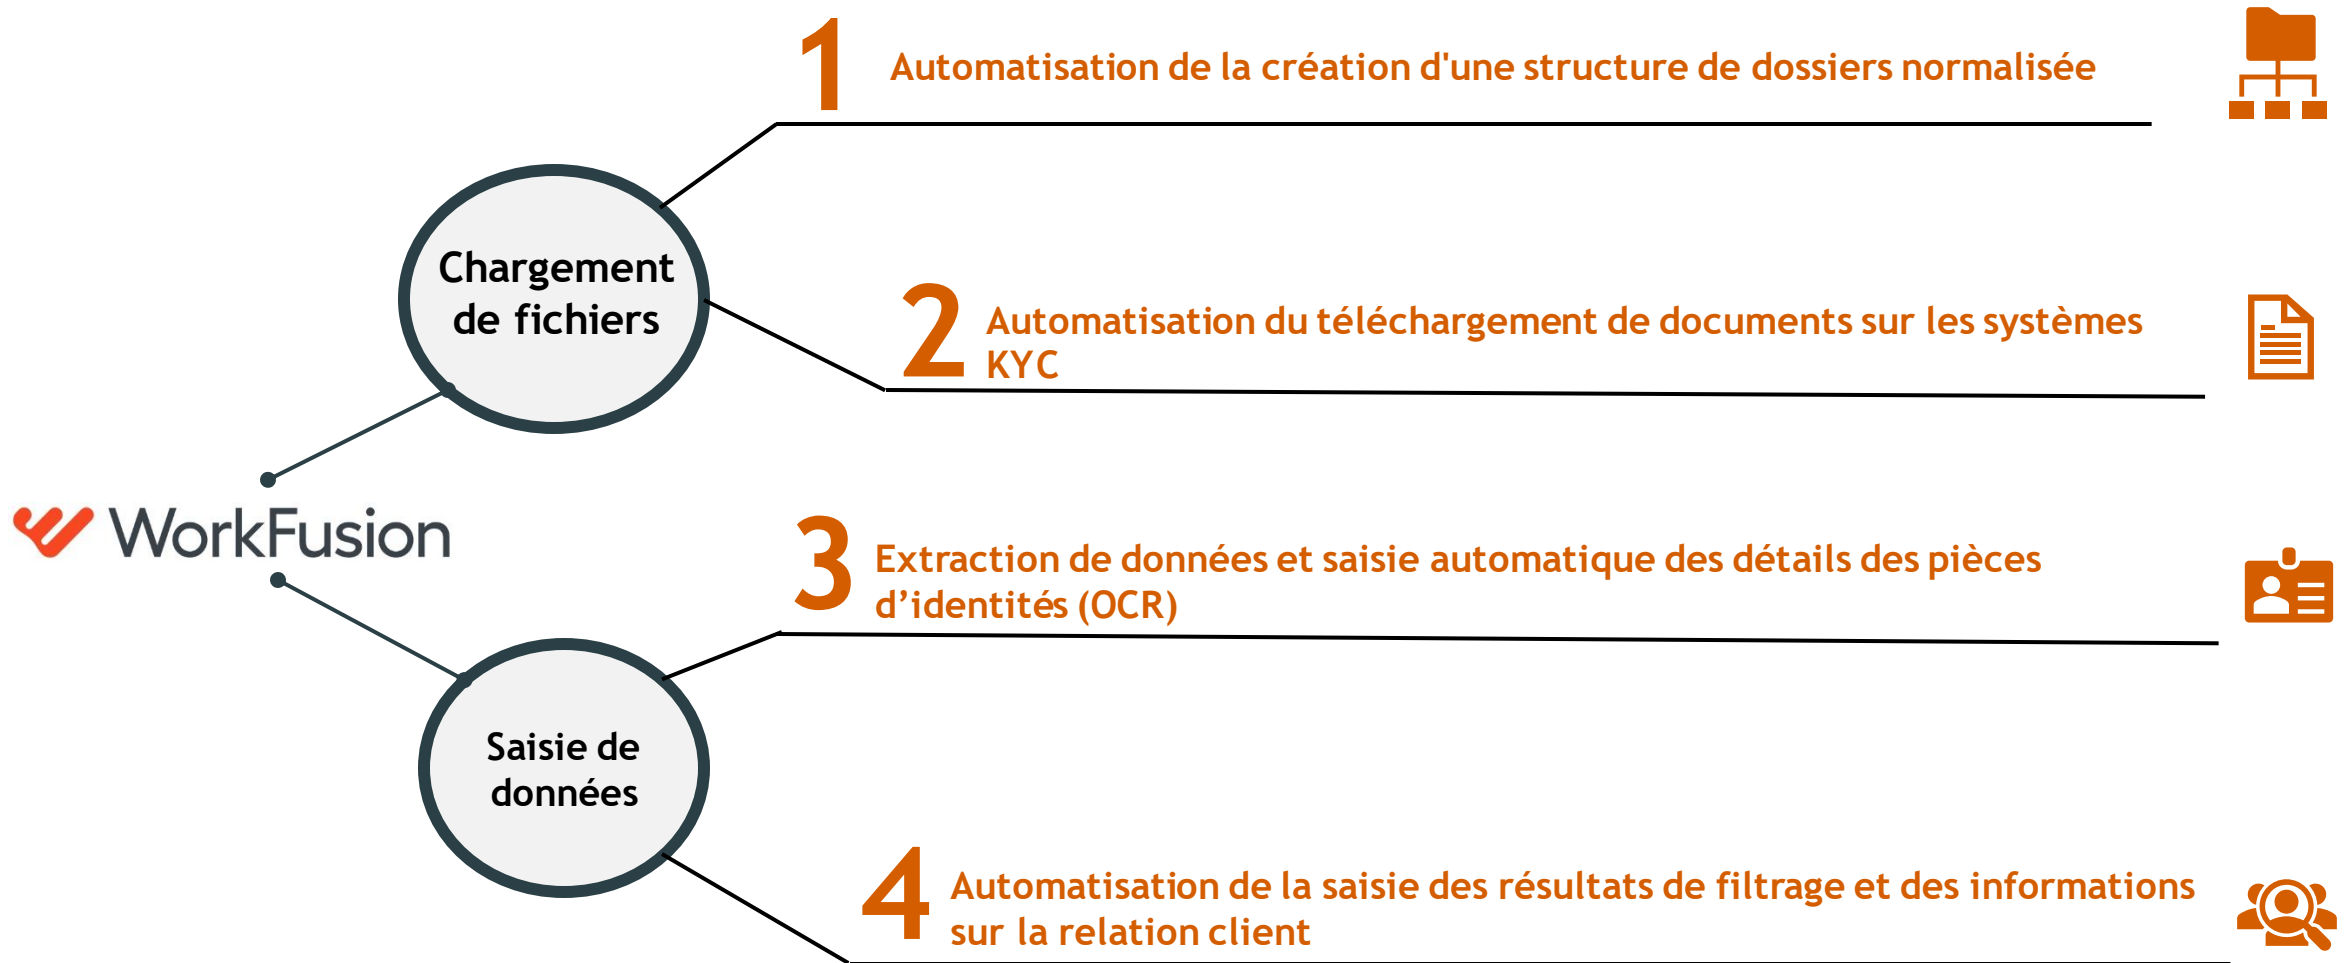 1
Automatisation de la création d'une structure de dossiers normalisée
Chargement
de fichiers
2
Automatisation du téléchargement de documents sur les systèmes
KYC
WorkFusion
3
Extraction de données et saisie automatique des détails des pièces
d’identités (OCR)
Saisie de
données
4
Automatisation de la saisie des résultats de filtrage et des informations
sur la relation client